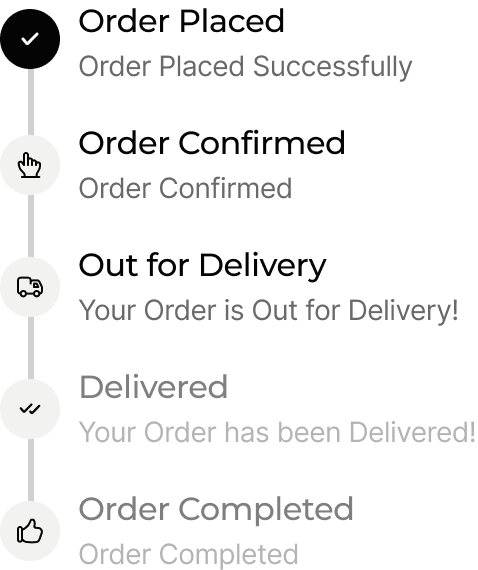 Order Placed
Order Placed Successfully
Order Confirmed
Order Confirmed
Out for Delivery
Your Order is Out for Delivery!
Delivered
Your Order has been Delivered!
Order Completed
Order Completed